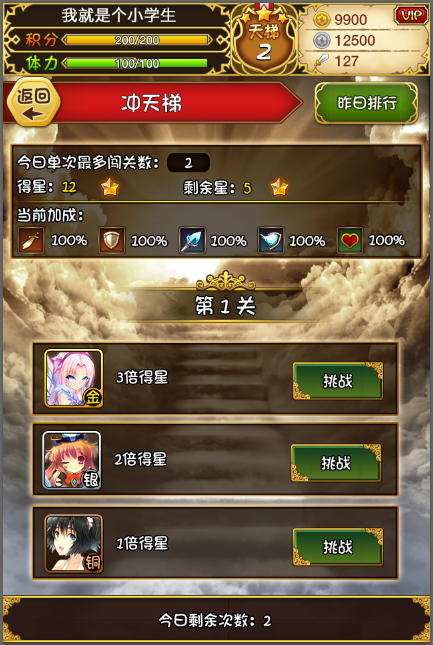 我就是个小学生
积分 200/200
体力 100/100
天梯
2
9900
12500
127
VIP
返回
冲天梯
昨日排行
今日单次最多闯关数： 2
得星：12 剩余星：5
当前加成：
100% 100% 100% 100% 100%
第1关
3倍得星 挑战
金
2倍得星 挑战
银
1倍得星 挑战
铜
今日剩余次数：2